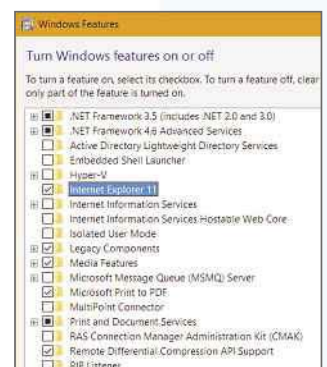 Windows Features
Turn Windows features on or off
To turn a feature on, select its checkbox. To turn a feature off, clear
only part of the feature is turned on.
.NET Framework 3.5 (includes .NET 2.0 and 3.0)
.NET Framework 4.6 Advanced Services
Active Directory Lightweight Directory Services
Embedded Shell Launcher
Hyper-V
Internet Explorer 11
Internet Information Services
Internet Information Services Hostable Web Core
Isolated User Mode
Legacy Components
Media Features
Microsoft Message Queue (MSMQ) Server
Microsoft Print to PDF
MultiPoint Connector
Print and Document Services
RAS Connection Manager Administration Kit (CMAK)
Remote Differential Compression API Support
RIP Listener